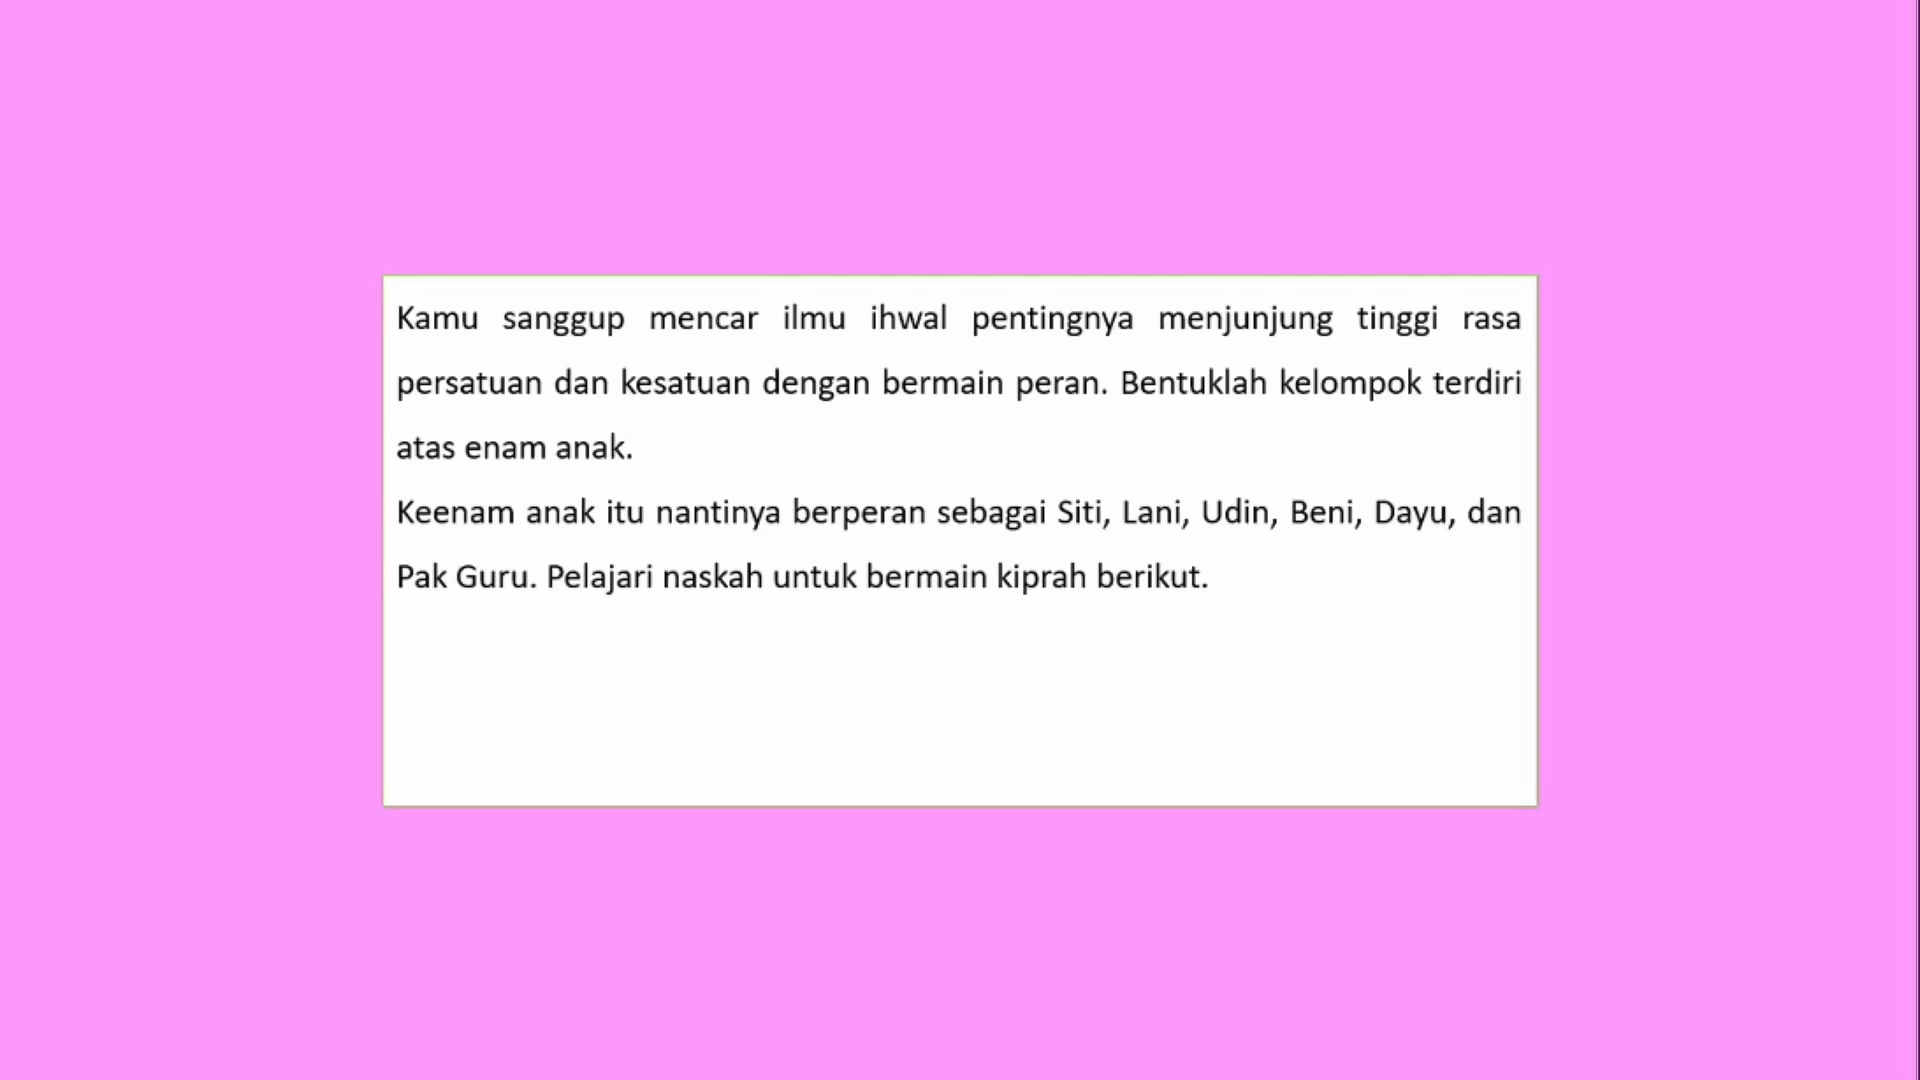 Kamu sanggup mencar ilmu ihwal pentingnya menjunjung tinggi rasa
persatuan dan kesatuan dengan bermain peran. Bentuklah kelompok terdiri
atas enam anak.
Keenam anak itu nantinya berperan sebagai Siti, Lani, Udin, Beni, Dayu, dan
Pak Guru. Pelajari naskah untuk bermain kiprah berikut.